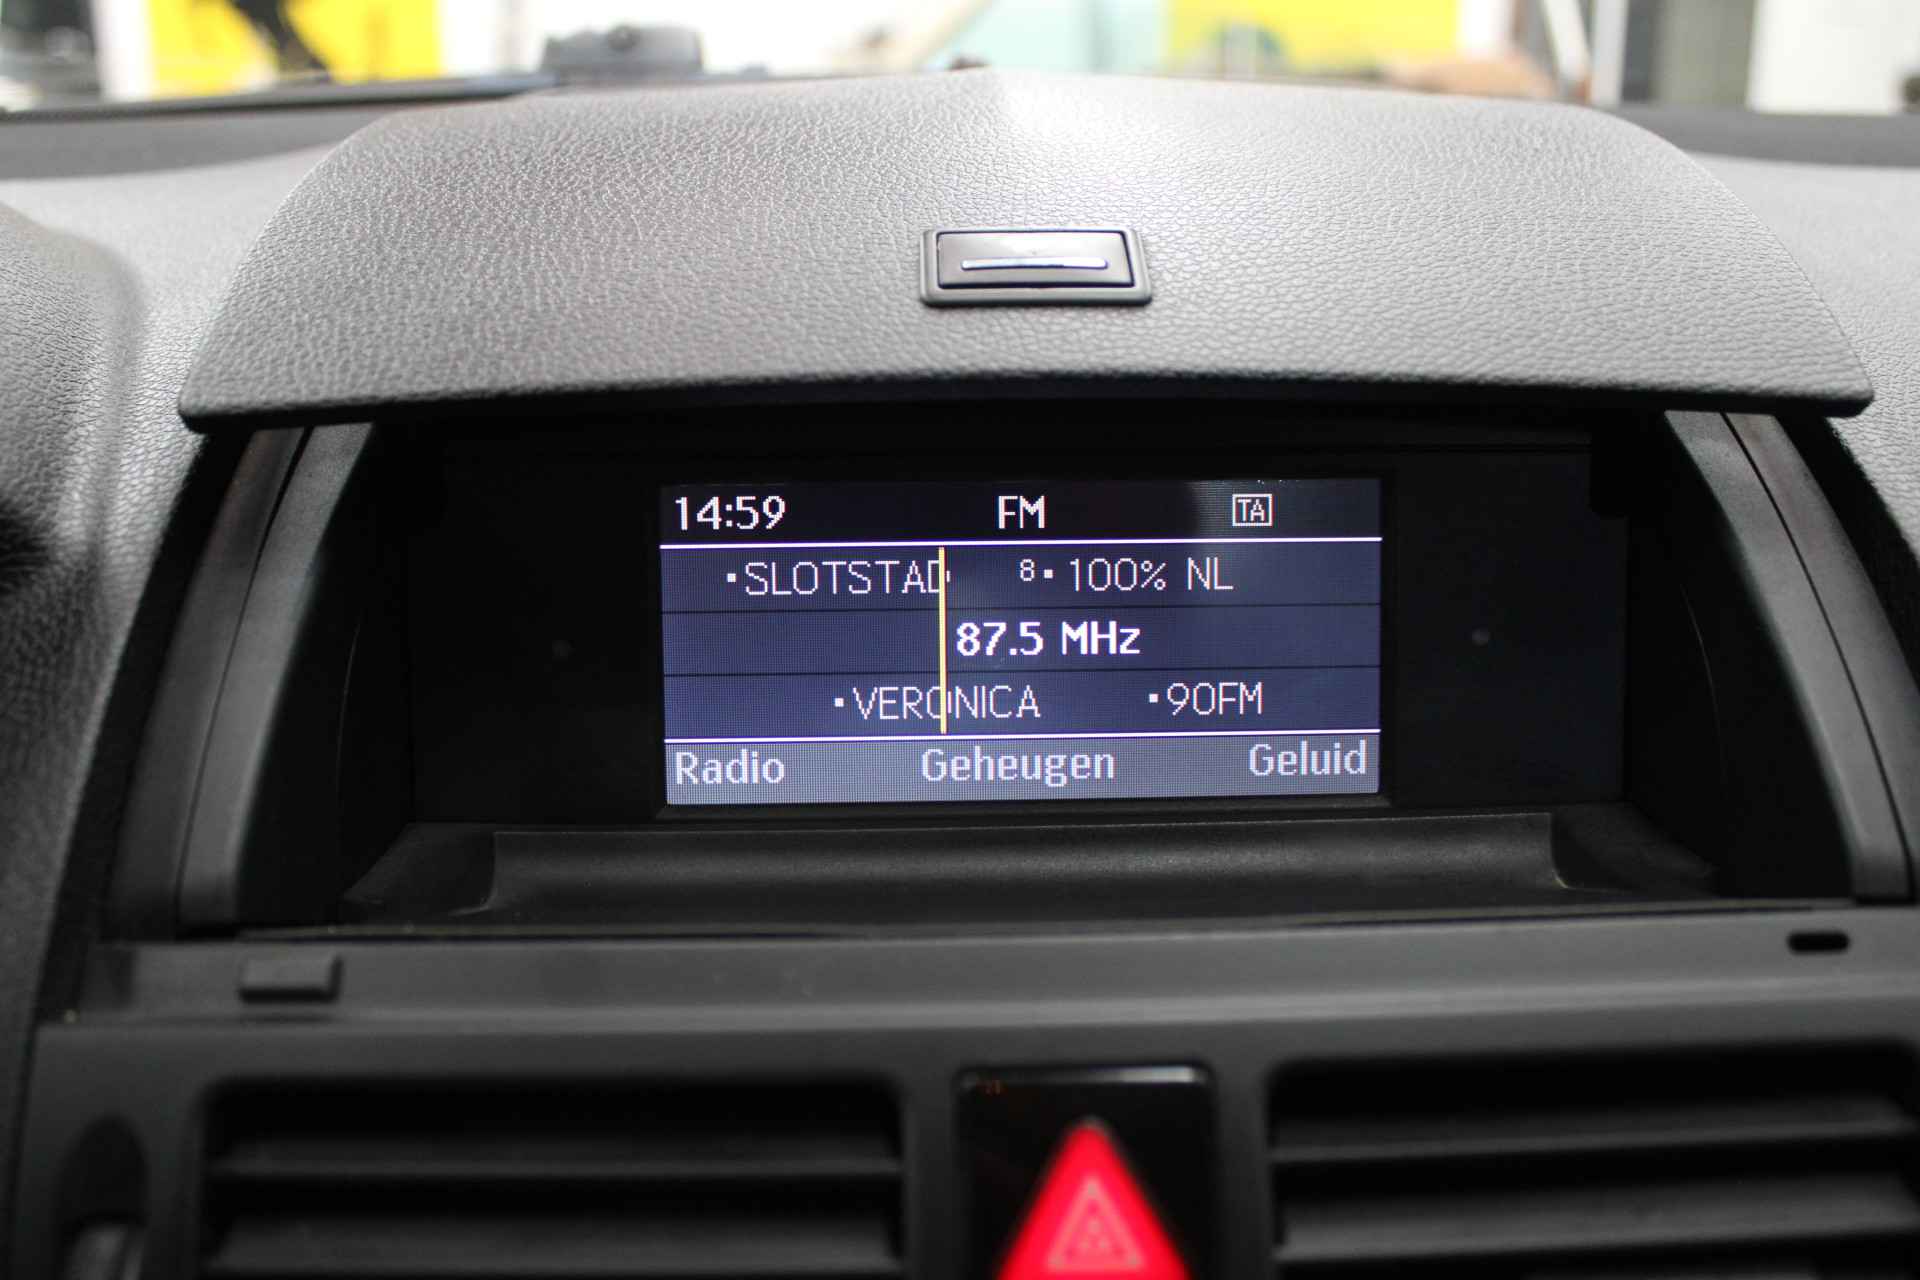 14:59 FM TA
·SLOTSTAD 8· 100% NL
87.5 MHz
·VERONICA ·90FM
Radio Geheugen Geluid